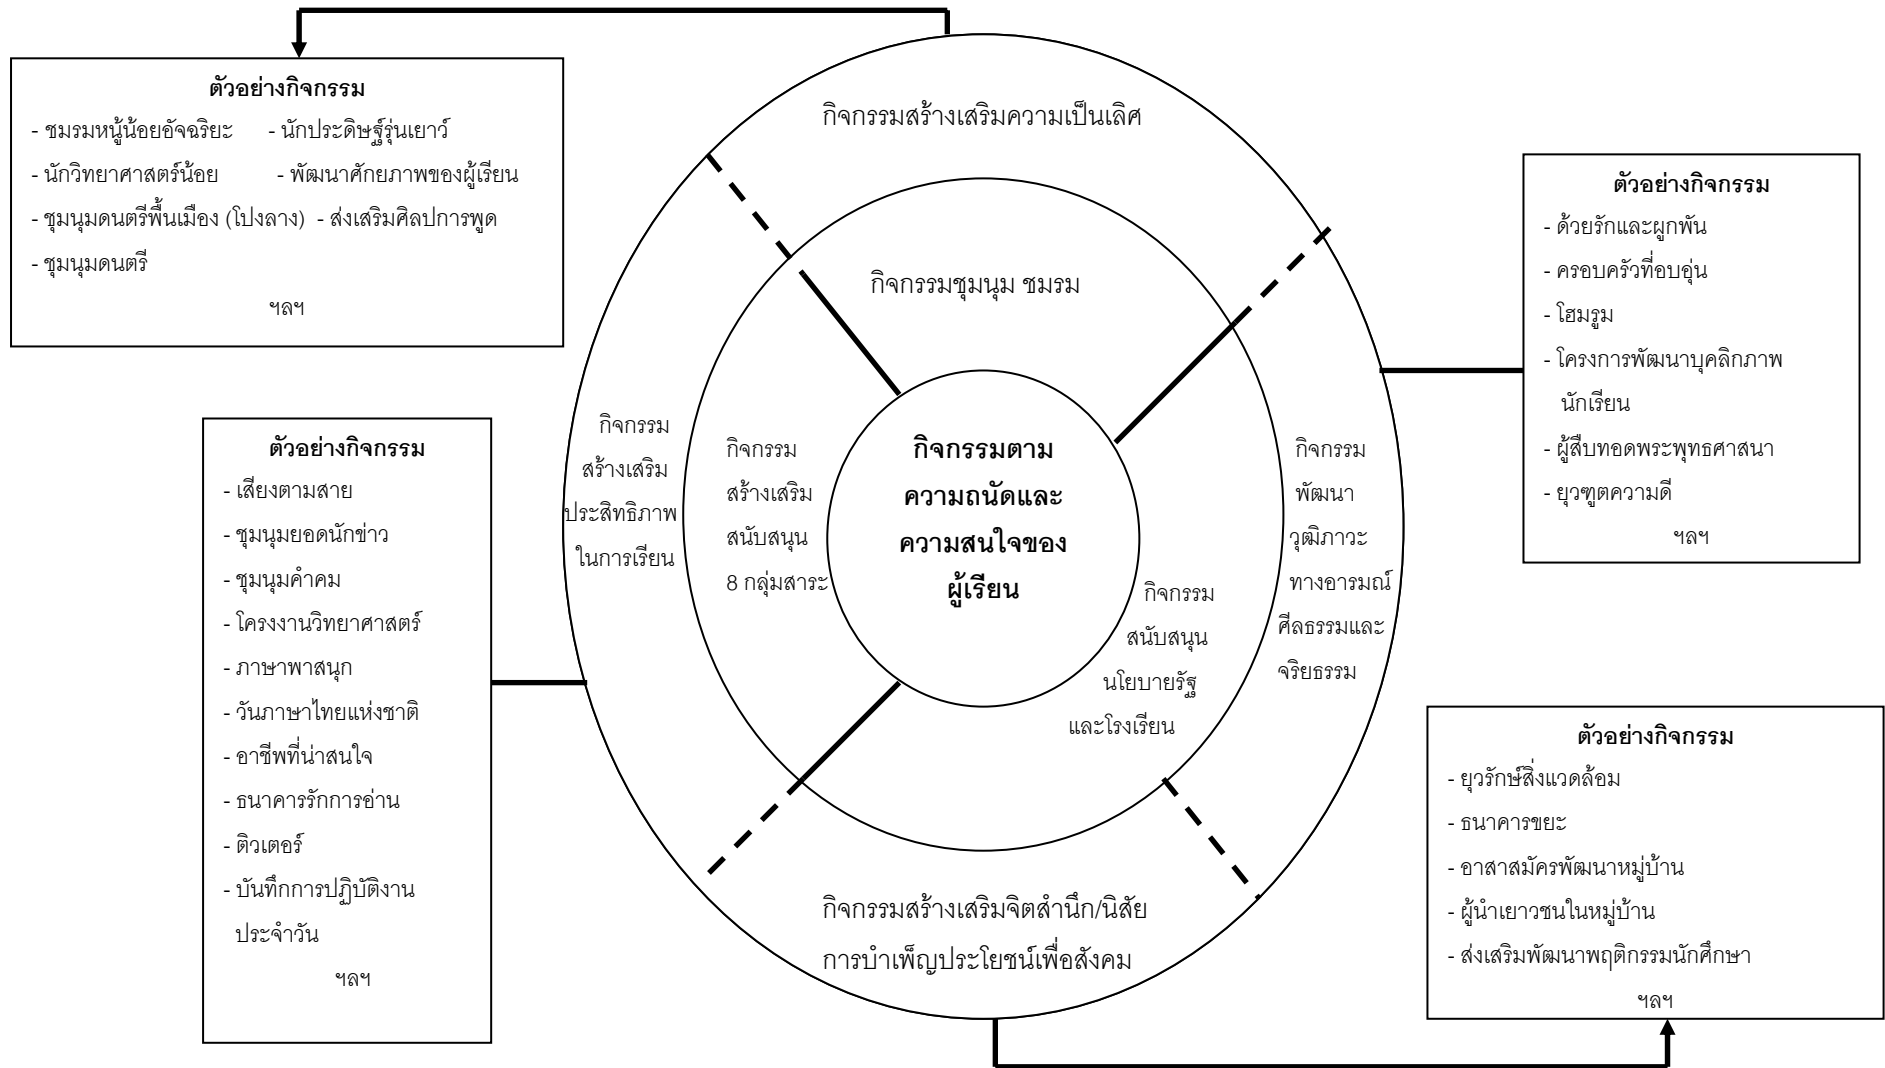 ตัวอย่างกิจกรรม
- ชมรมหนู้น้อยอัจฉริยะ - นักประดิษฐ์รุ่นเยาว์
- นักวิทยาศาสตร์น้อย - พัฒนาศักยภาพของผู้เรียน
- ชุมนุมดนตรีพื้นเมือง (โปงลาง) - ส่งเสริมศิลปการพูด
- ชุมนุมดนตรี
ฯลฯ
กิจกรรมสร้างเสริมความเป็นเลิศ
กิจกรรมชุมนุม ชมรม
ตัวอย่างกิจกรรม
- ด้วยรักและผูกพัน
- ครอบครัวที่อบอุ่น
- โฮมรูม
- โครงการพัฒนาบุคลิกภาพ
นักเรียน
- ผู้สืบทอดพระพุทธศาสนา
- ยุวฑูตความดี
ฯลฯ
ตัวอย่างกิจกรรม
- เสียงตามสาย
- ชุมนุมยอดนักข่าว
- ชุมนุมคำคม
- โครงงานวิทยาศาสตร์
- ภาษาพาสนุก
- วันภาษาไทยแห่งชาติ
- อาชีพที่น่าสนใจ
- ธนาคารรักการอ่าน
- ติวเตอร์
- บันทึกการปฏิบัติงาน
ประจำวัน
ฯลฯ
กิจกรรม
สร้างเสริม
ประสิทธิภาพ
ในการเรียน
กิจกรรม
สร้างเสริม
สนับสนุน
8 กลุ่มสาระ
กิจกรรมตาม
ความถนัดและ
ความสนใจของ
ผู้เรียน
กิจกรรม
สนับสนุน
นโยบายรัฐ
และโรงเรียน
กิจกรรม
พัฒนา
วุฒิภาวะ
ทางอารมณ์
ศีลธรรมและ
จริยธรรม
กิจกรรมสร้างเสริมจิตสำนึก/นิสัย
การบำเพ็ญประโยชน์เพื่อสังคม
ตัวอย่างกิจกรรม
- ยุวรักษ์สิ่งแวดล้อม
- ธนาคารขยะ
- อาสาสมัครพัฒนาหมู่บ้าน
- ผู้นำเยาวชนในหมู่บ้าน
- ส่งเสริมพัฒนาพฤติกรรมนักศึกษา
ฯลฯ